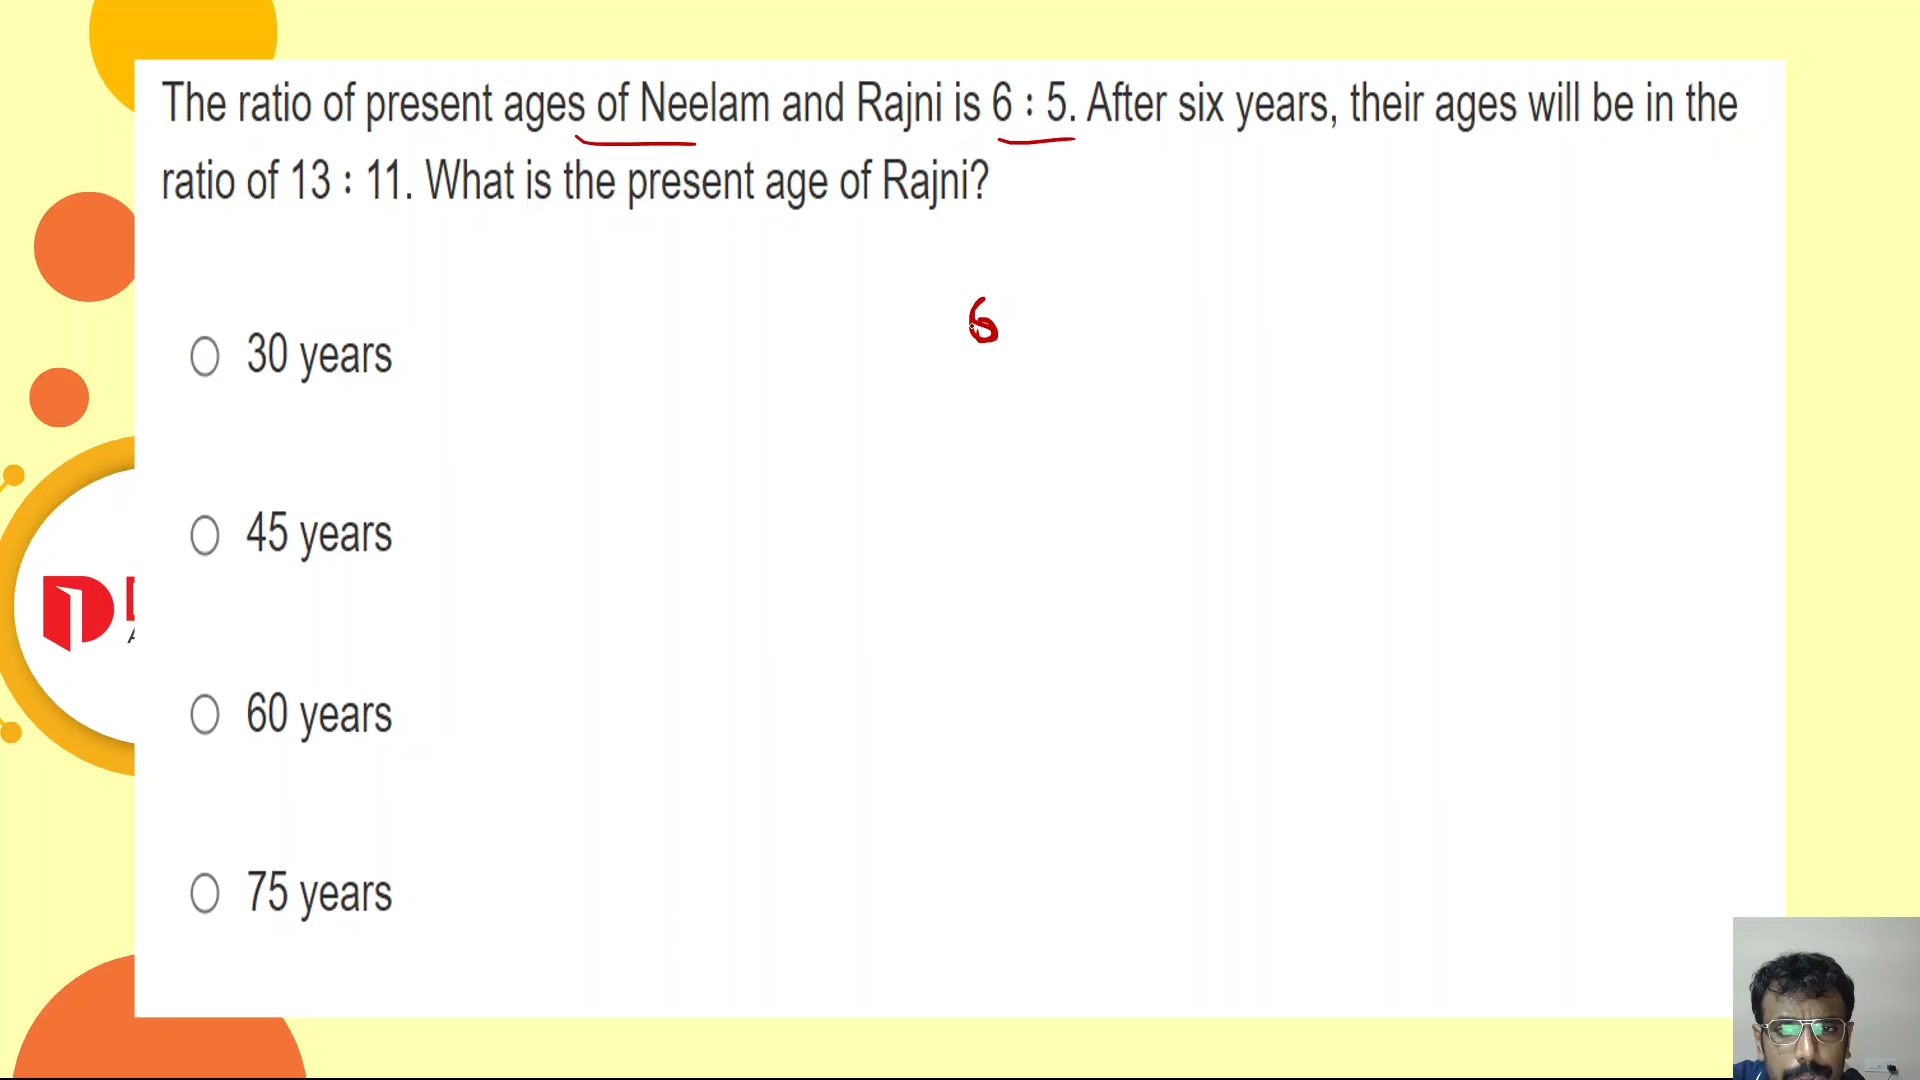 The ratio of present ages of Neelam and Rajni is 6 : 5. After six years, their ages will be in the
ratio of 13 : 11. What is the present age of Rajni?
6
30 years
45 years
60 years
75 years